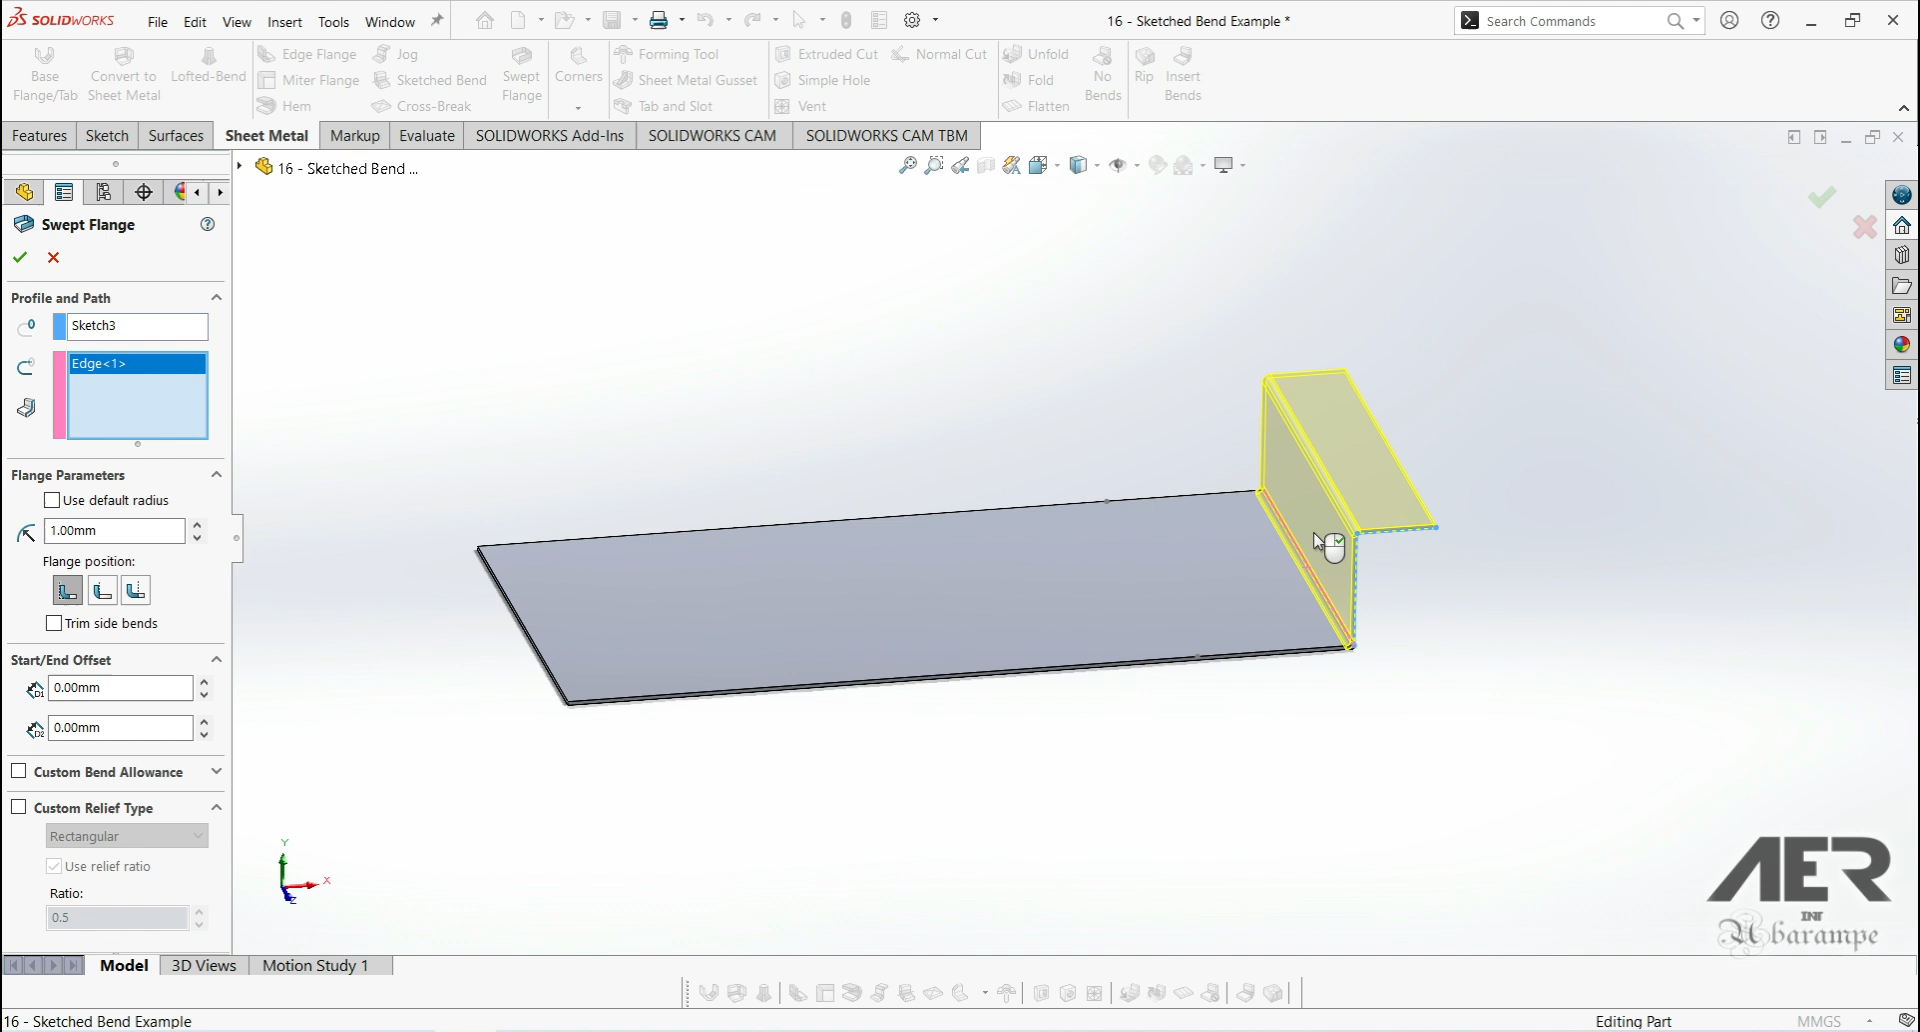 SOLIDWORKS File Edit View Insert Tools Window
16 - Sketched Bend Example *
Search Commands
Base Flange/Tab
Convert to Sheet Metal
Lofted-Bend
Edge Flange
Miter Flange
Hem
Jog
Sketched Bend
Cross-Break
Swept Flange
Corners
Forming Tool
Sheet Metal Gusset
Tab and Slot
Extruded Cut
Simple Hole
Vent
Normal Cut
Unfold
Fold
Flatten
No Bends
Rip
Insert Bends
Features Sketch Surfaces Sheet Metal Markup Evaluate SOLIDWORKS Add-Ins SOLIDWORKS CAM SOLIDWORKS CAM TBM
16 - Sketched Bend ...
Swept Flange
Profile and Path
Sketch3
Edge<1>
Flange Parameters
Use default radius
1.00mm
Flange position:
Trim side bends
Start/End Offset
D1 0.00mm
D2 0.00mm
Custom Bend Allowance
Custom Relief Type
Rectangular
Use relief ratio
Ratio:
0.5
Y
X
Z
AER
INT
Abarampe
Model 3D Views Motion Study 1
16 - Sketched Bend Example
Editing Part
MMGS